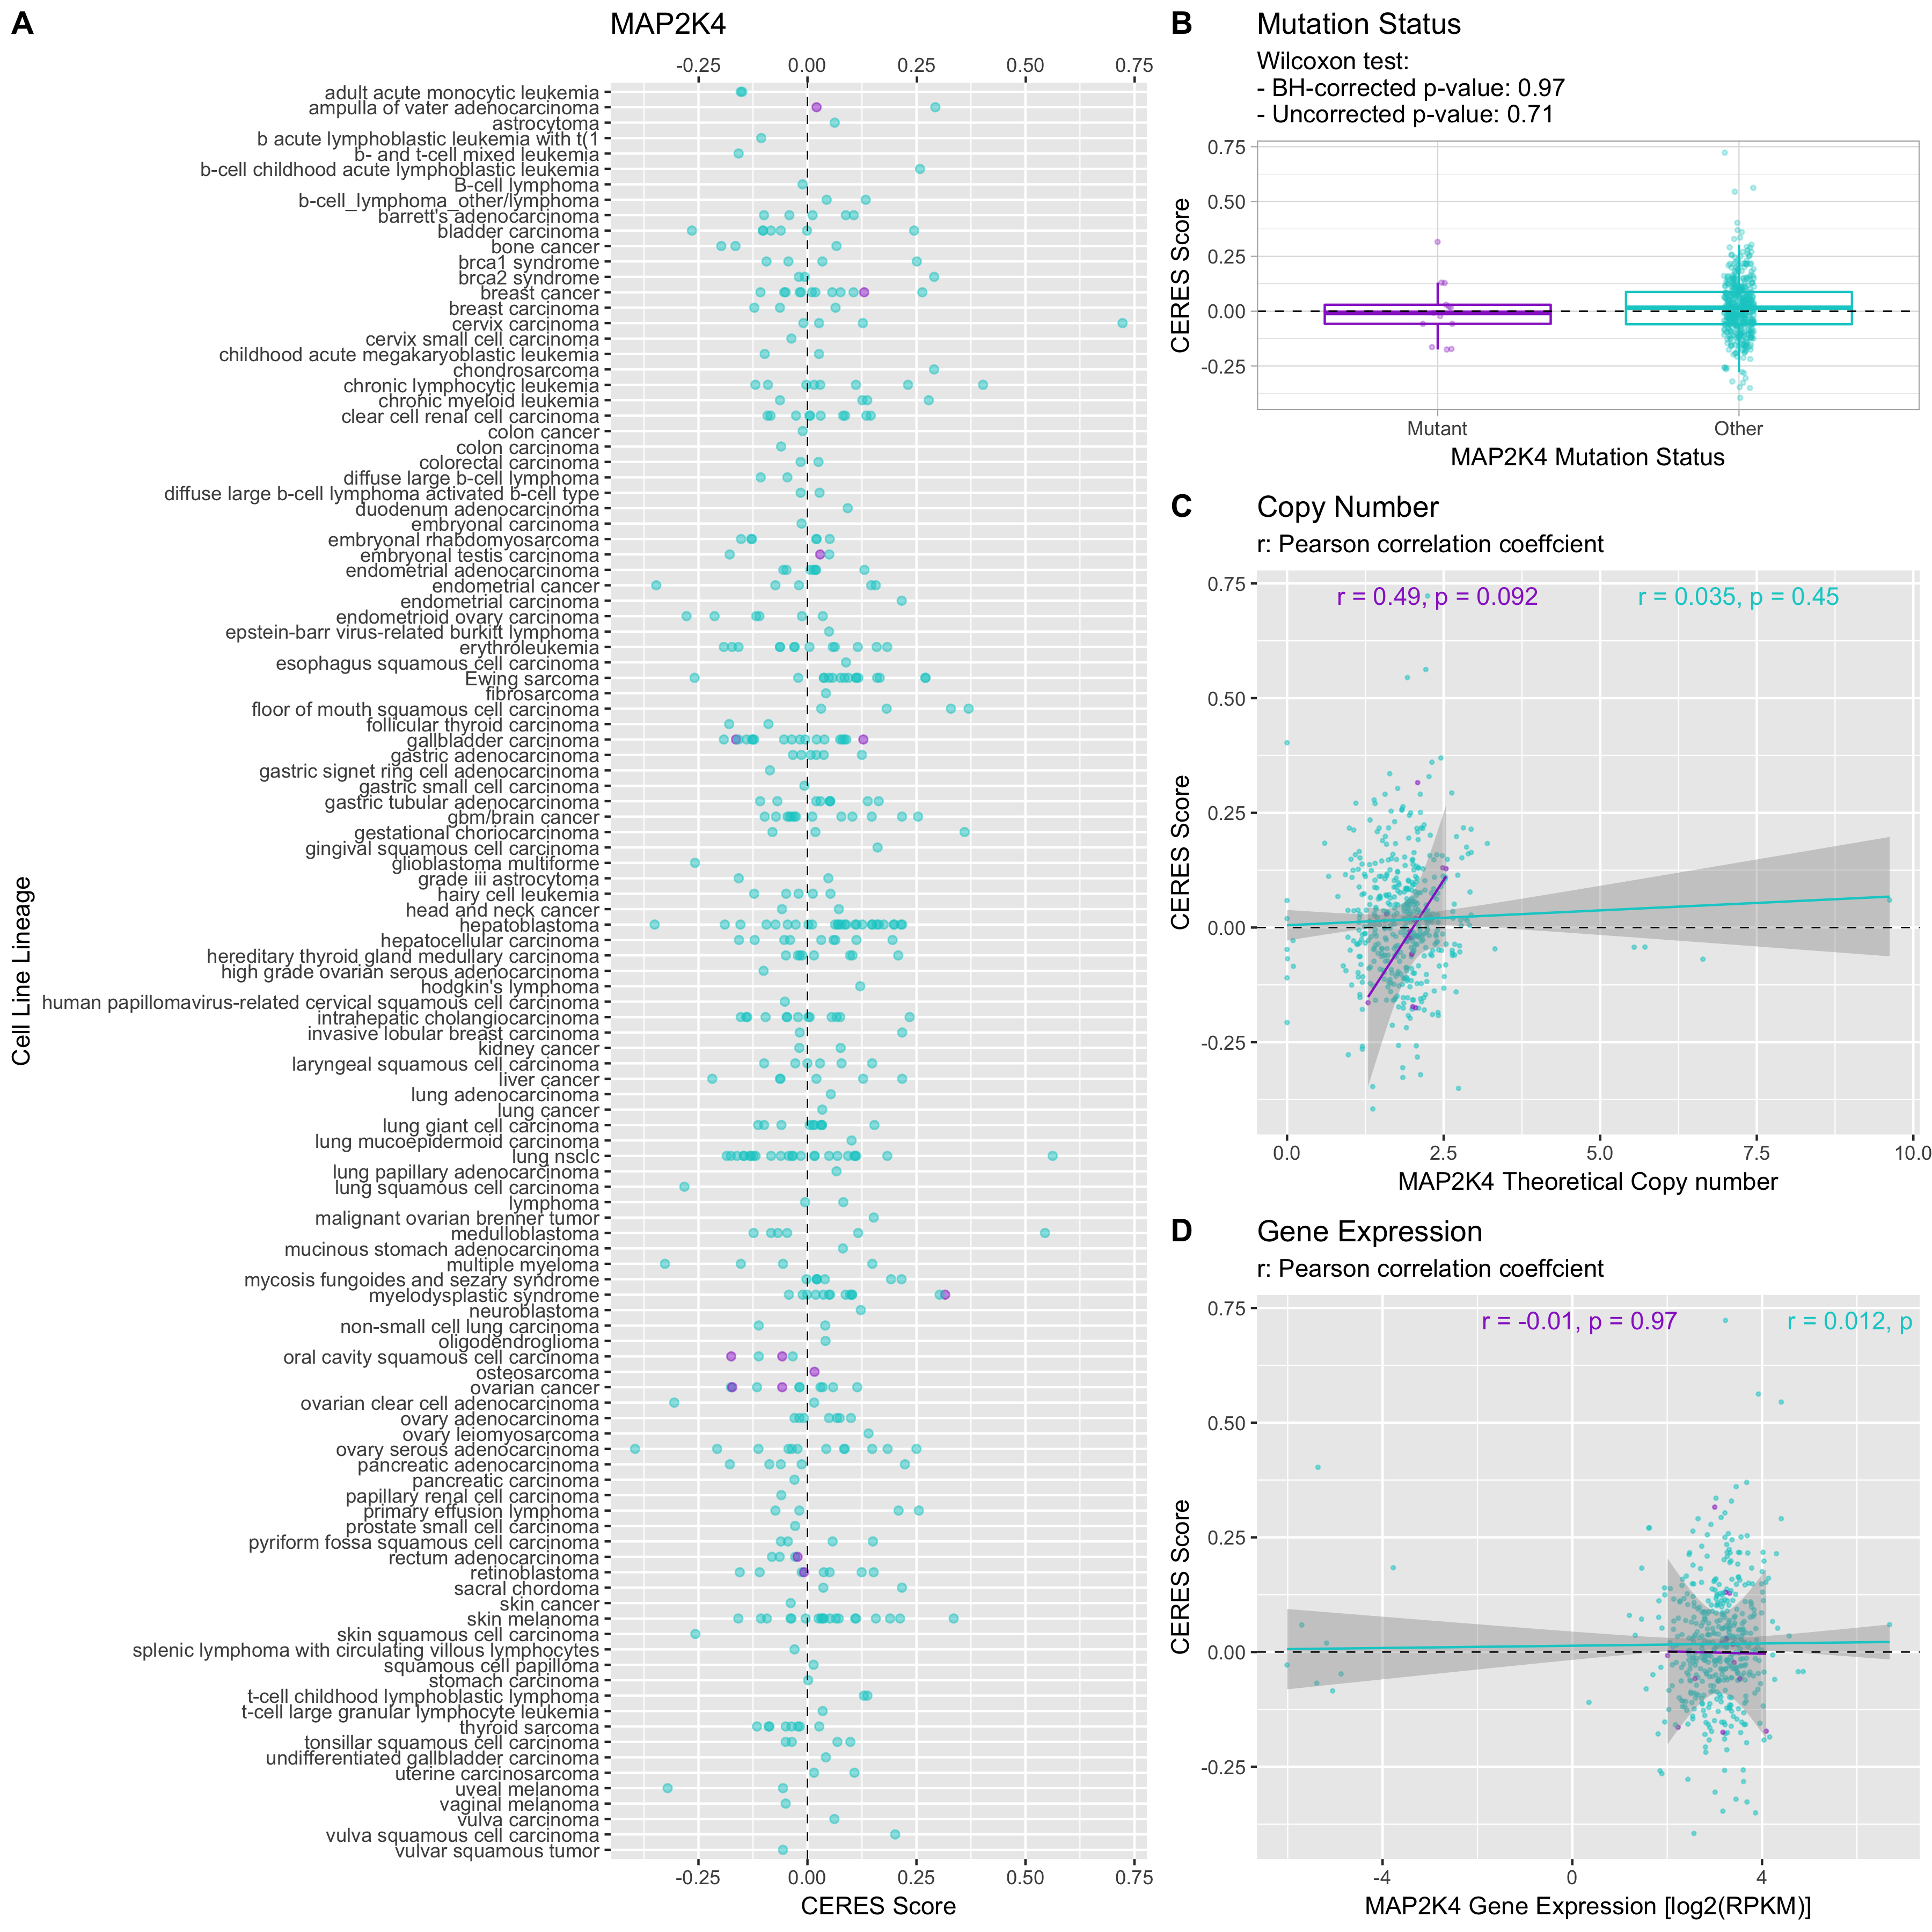 A
MAP2K4
-0.25 0.00 0.25 0.50 0.75
Cell Line Lineage
adult acute monocytic leukemia
ampulla of vater adenocarcinoma
astrocytoma
b acute lymphoblastic leukemia with t(1
b- and t-cell mixed leukemia
b-cell childhood acute lymphoblastic leukemia
B-cell lymphoma
b-cell_lymphoma_other/lymphoma
barrett's adenocarcinoma
bladder carcinoma
bone cancer
brca1 syndrome
brca2 syndrome
breast cancer
breast carcinoma
cervix carcinoma
cervix small cell carcinoma
childhood acute megakaryoblastic leukemia
chondrosarcoma
chronic lymphocytic leukemia
chronic myeloid leukemia
clear cell renal cell carcinoma
colon cancer
colon carcinoma
colorectal carcinoma
diffuse large b-cell lymphoma
diffuse large b-cell lymphoma activated b-cell type
duodenum adenocarcinoma
embryonal carcinoma
embryonal rhabdomyosarcoma
embryonal testis carcinoma
endometrial adenocarcinoma
endometrial cancer
endometrial carcinoma
endometrioid ovary carcinoma
epstein-barr virus-related burkitt lymphoma
erythroleukemia
esophagus squamous cell carcinoma
Ewing sarcoma
fibrosarcoma
floor of mouth squamous cell carcinoma
follicular thyroid carcinoma
gallbladder carcinoma
gastric adenocarcinoma
gastric signet ring cell adenocarcinoma
gastric small cell carcinoma
gastric tubular adenocarcinoma
gbm/brain cancer
gestational choriocarcinoma
gingival squamous cell carcinoma
glioblastoma multiforme
grade iii astrocytoma
hairy cell leukemia
head and neck cancer
hepatoblastoma
hepatocellular carcinoma
hereditary thyroid gland medullary carcinoma
high grade ovarian serous adenocarcinoma
hodgkin's lymphoma
human papillomavirus-related cervical squamous cell carcinoma
intrahepatic cholangiocarcinoma
invasive lobular breast carcinoma
kidney cancer
laryngeal squamous cell carcinoma
liver cancer
lung adenocarcinoma
lung cancer
lung giant cell carcinoma
lung mucoepidermoid carcinoma
lung nsclc
lung papillary adenocarcinoma
lung squamous cell carcinoma
lymphoma
malignant ovarian brenner tumor
medulloblastoma
mucinous stomach adenocarcinoma
multiple myeloma
mycosis fungoides and sezary syndrome
myelodysplastic syndrome
neuroblastoma
non-small cell lung carcinoma
oligodendroglioma
oral cavity squamous cell carcinoma
osteosarcoma
ovarian cancer
ovarian clear cell adenocarcinoma
ovary adenocarcinoma
ovary leiomyosarcoma
ovary serous adenocarcinoma
pancreatic adenocarcinoma
pancreatic carcinoma
papillary renal cell carcinoma
primary effusion lymphoma
prostate small cell carcinoma
pyriform fossa squamous cell carcinoma
rectum adenocarcinoma
retinoblastoma
sacral chordoma
skin cancer
skin melanoma
skin squamous cell carcinoma
splenic lymphoma with circulating villous lymphocytes
squamous cell papilloma
stomach carcinoma
t-cell childhood lymphoblastic lymphoma
t-cell large granular lymphocyte leukemia
thyroid sarcoma
tonsillar squamous cell carcinoma
undifferentiated gallbladder carcinoma
uterine carcinosarcoma
uveal melanoma
vaginal melanoma
vulva carcinoma
vulva squamous cell carcinoma
vulvar squamous tumor
-0.25 0.00 0.25 0.50 0.75
CERES Score
B
Mutation Status
Wilcoxon test:
- BH-corrected p-value: 0.97
- Uncorrected p-value: 0.71
CERES Score
0.75
0.50
0.25
0.00
-0.25
Mutant Other
MAP2K4 Mutation Status
C
Copy Number
r: Pearson correlation coeffcient
r = 0.49, p = 0.092 r = 0.035, p = 0.45
CERES Score
0.75
0.50
0.25
0.00
-0.25
0.0 2.5 5.0 7.5 10.0
MAP2K4 Theoretical Copy number
D
Gene Expression
r: Pearson correlation coeffcient
r = -0.01, p = 0.97 r = 0.012, p
CERES Score
0.75
0.50
0.25
0.00
-0.25
-4 0 4
MAP2K4 Gene Expression [log2(RPKM)]